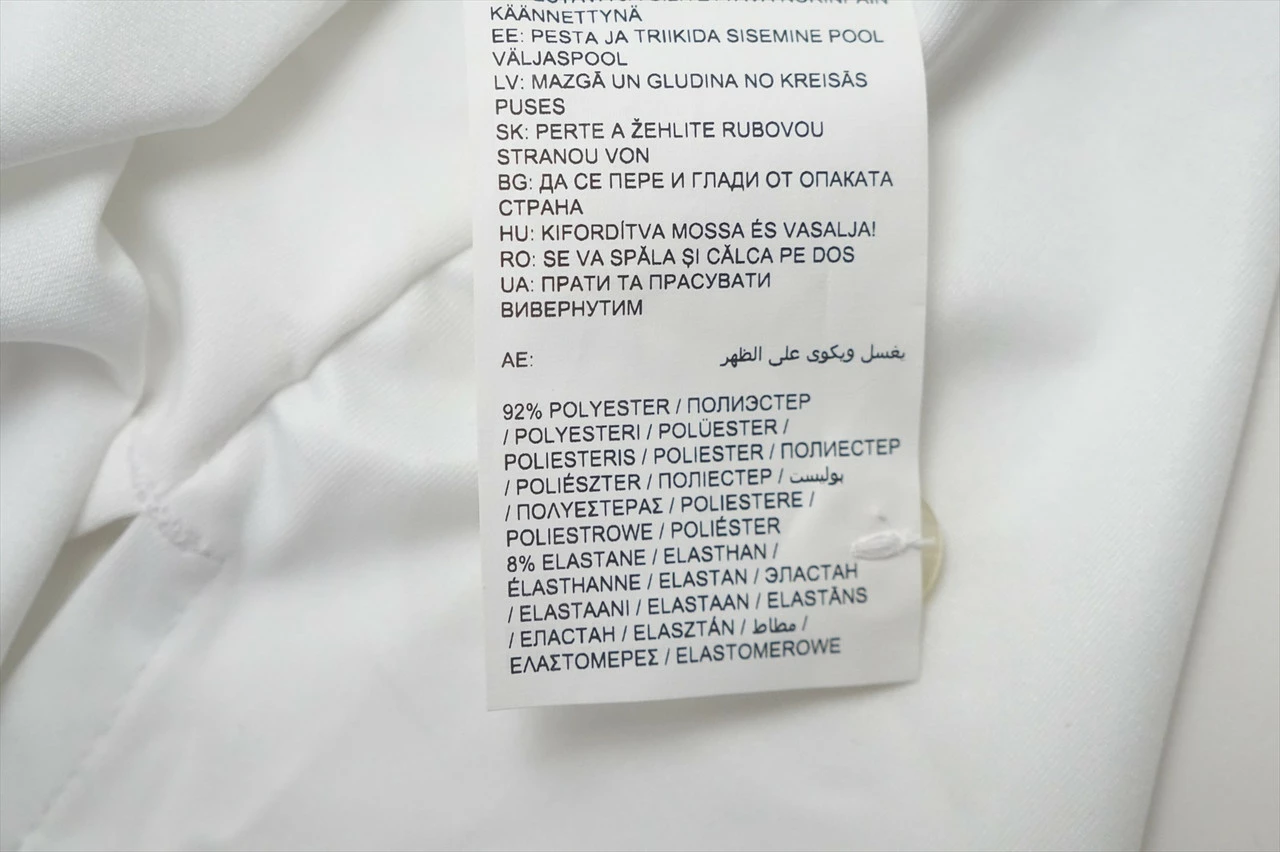 KÄÄNNETTYNÄ
EE: PESTA JA TRIIKIDA SISEMINE POOL
VÄLJASPOOL
LV: MAZGĀ UN GLUDINA NO KREISĀS
PUSES
SK: PERTE A ŽEHLITE RUBOVOU
STRANOU VON
BG: ДА СЕ ПЕРЕ И ГЛАДИ ОТ ОПАКАТА
СТРАНА
HU: KIFORDÍTVA MOSSA ÉS VASALJA!
RO: SE VA SPĂLA ȘI CĂLCA PE DOS
UA: ПРАТИ ТА ПРАСУВАТИ
ВИВЕРНУТИМ
AE: يغسل ويكوى على الظهر
92% POLYESTER / ПОЛИЭСТЕР
/ POLYESTERI / POLÜESTER /
POLIESTERIS / POLIESTER / ПОЛИЕСТЕР
/ POLIÉSZTER / ПОЛІЕСТЕР / بوليست
/ ΠΟΛΥΕΣΤΕΡΑΣ / POLIESTERE /
POLIESTROWE / POLIÉSTER
8% ELASTANE / ELASTHAN /
ÉLASTHANNE / ELASTAN / ЭЛАСТАН
/ ELASTAANI / ELASTAAN / ELASTĀNS
/ ЕЛАСТАН / ELASZTÁN / مطاط /
ΕΛΑΣΤΟΜΕΡΕΣ / ELASTOMEROWE